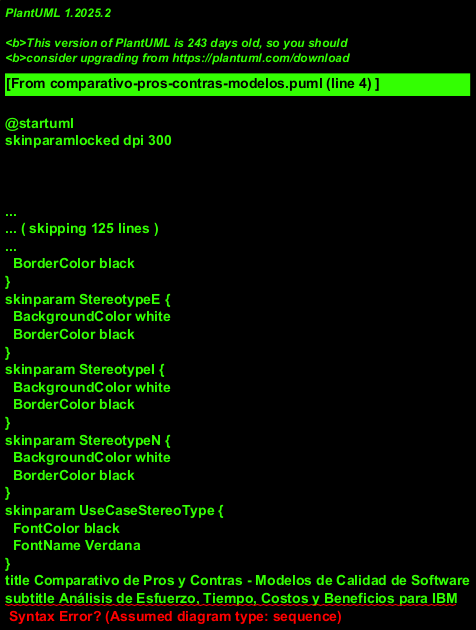 PlantUML 1.2025.2
<b>This version of PlantUML is 243 days old, so you should
<b>consider upgrading from https://plantuml.com/download
[From comparativo-pros-contras-modelos.puml (line 4) ]
@startuml
skinparamlocked dpi 300
...
... ( skipping 125 lines )
...
BorderColor black
}
skinparam StereotypeE {
BackgroundColor white
BorderColor black
}
skinparam StereotypeI {
BackgroundColor white
BorderColor black
}
skinparam StereotypeN {
BackgroundColor white
BorderColor black
}
skinparam UseCaseStereoType {
FontColor black
FontName Verdana
}
title Comparativo de Pros y Contras - Modelos de Calidad de Software
subtitle Análisis de Esfuerzo, Tiempo, Costos y Beneficios para IBM
Syntax Error? (Assumed diagram type: sequence)